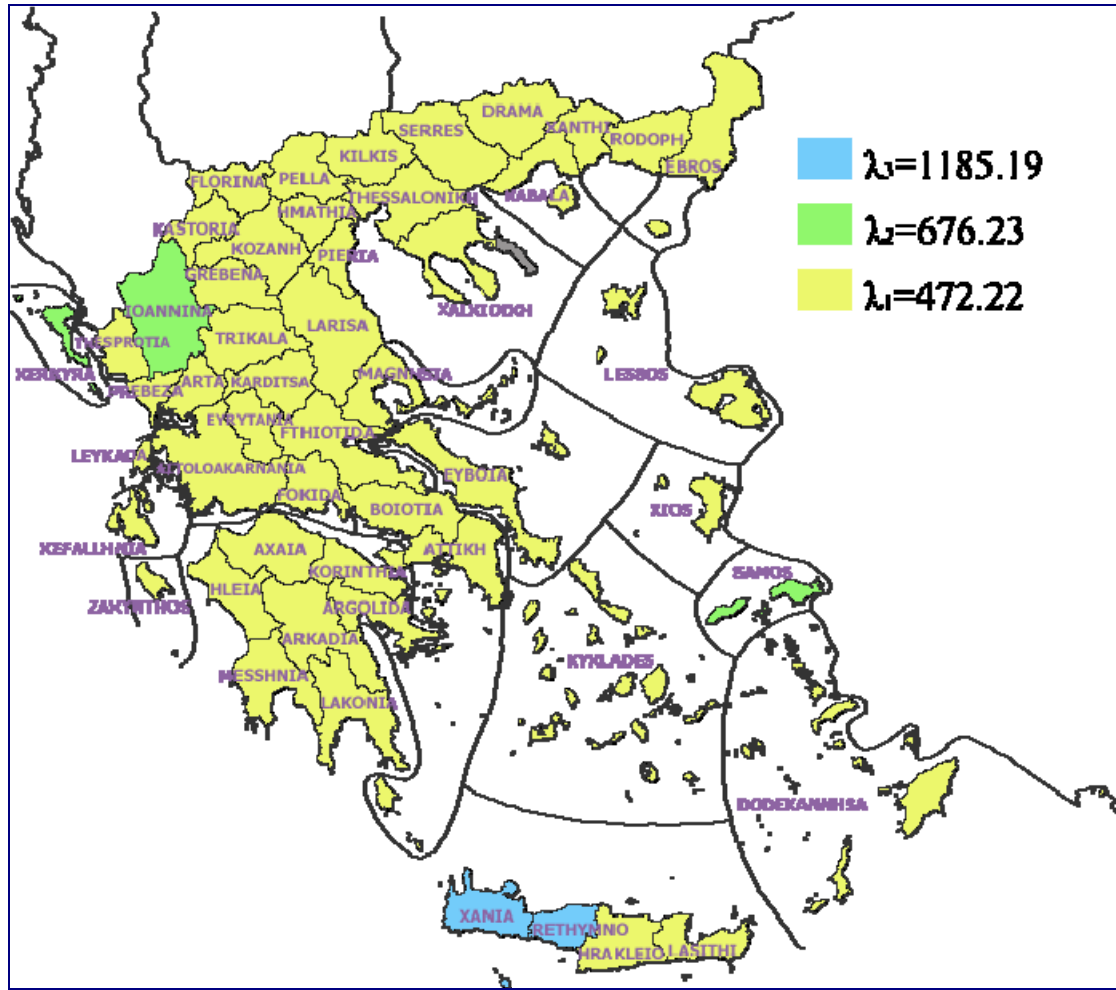 DRAMA
SERRES
XANTHI
RODOPH
KILKIS
EBROS
PELLA
FLORINA
THESSALONIKH
KABALA
HMATHIA
KASTORIA
KOZANH
PIERIA
GREBENA
IOANNINA
XALKIDIKH
LARISA
TRIKALA
THESPROTIA
KERKYRA
MAGNHSIA
LESBOS
ARTA
KARDITSA
PREBEZA
EYRYTANIA
FTHIOTIDA
LEYKADA
AITOLOAKARNANIA
EYBOIA
FOKIDA
BOIOTIA
XIOS
KEFALLHNIA
AXAIA
ATTIKH
KORINTHIA
SAMOS
HLEIA
ZAKYNTHOS
ARGOLIDA
ARKADIA
KYKLADES
MESSHNIA
LAKONIA
DODEKANNHSA
XANIA
RETHYMNO
HRAKLEIO
LASITHI
λ₃=1185.19
λ₂=676.23
λ₁=472.22